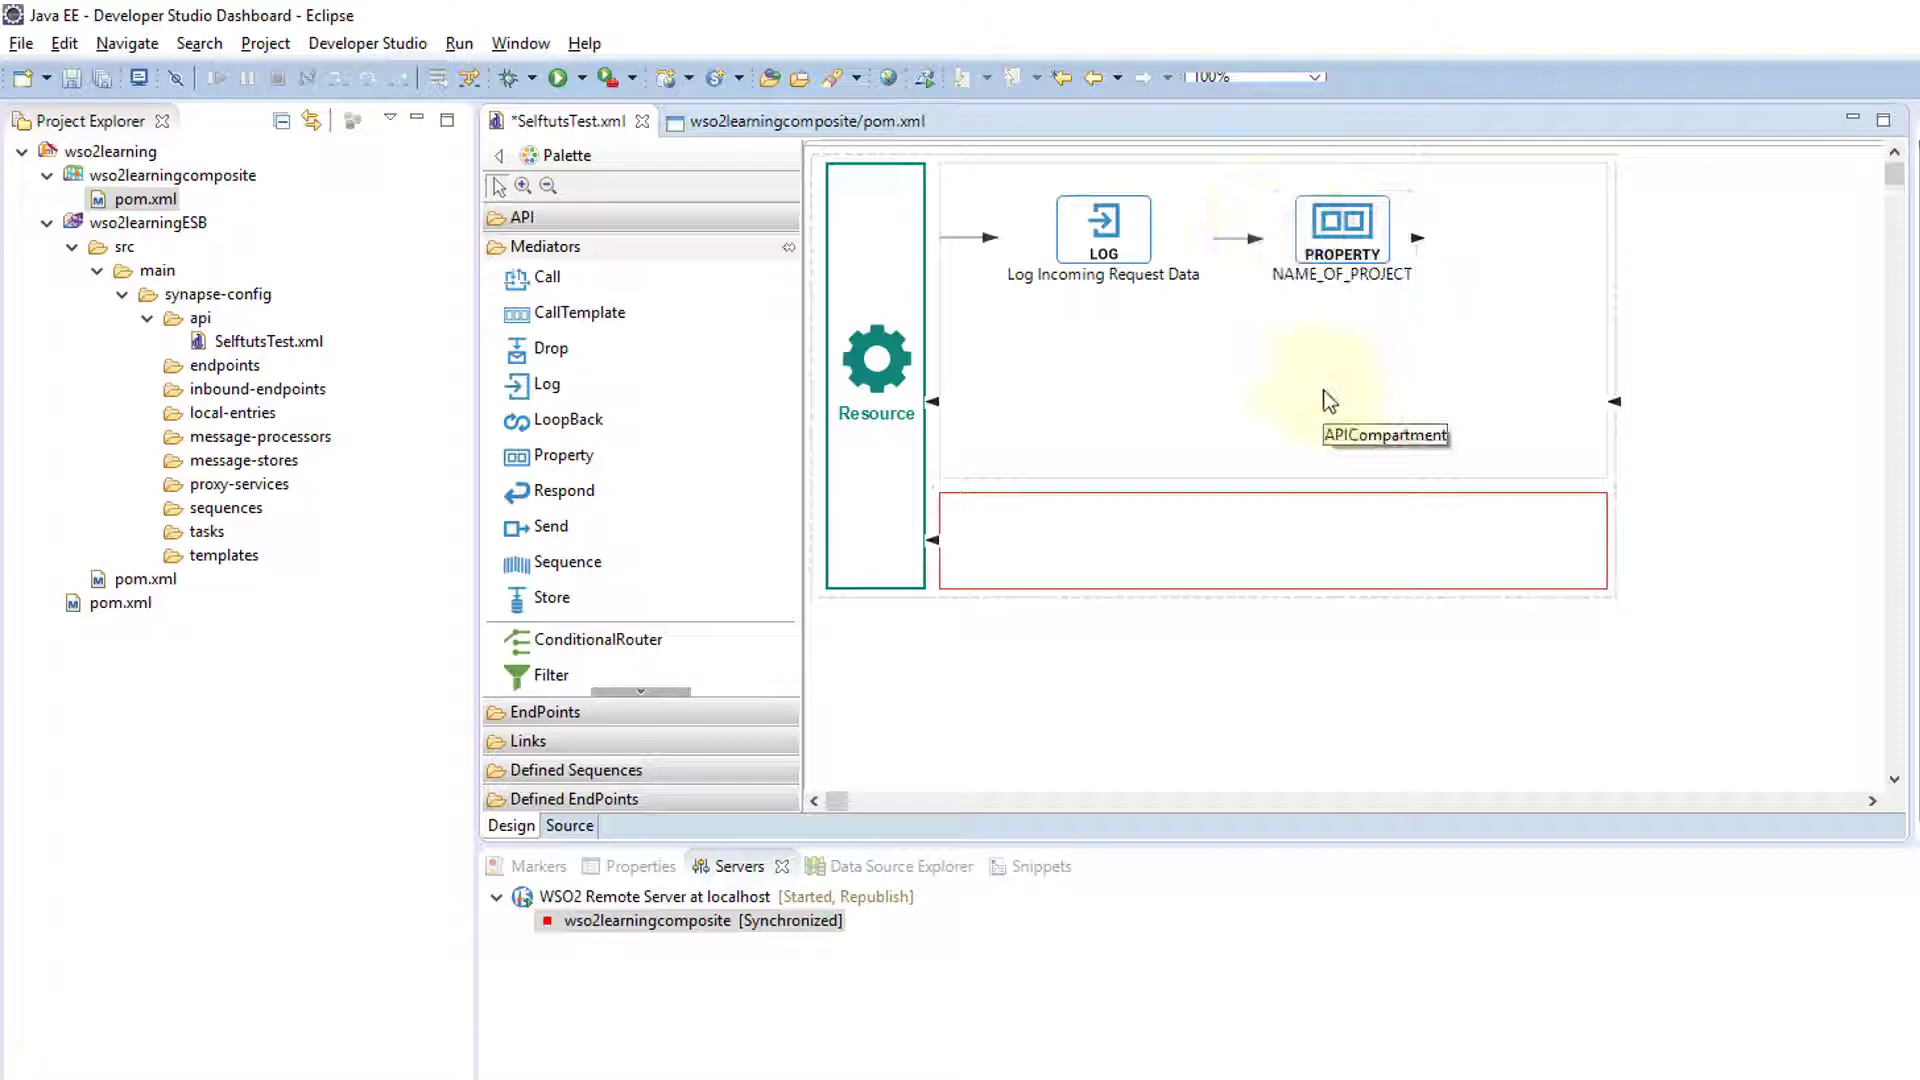 Java EE - Developer Studio Dashboard - Eclipse
File Edit Navigate Search Project Developer Studio Run Window Help
100%
Project Explorer
wso2learning
wso2learningcomposite
pom.xml
wso2learningESB
src
main
synapse-config
api
SelftutsTest.xml
endpoints
inbound-endpoints
local-entries
message-processors
message-stores
proxy-services
sequences
tasks
templates
pom.xml
pom.xml
*SelftutsTest.xml
wso2learningcomposite/pom.xml
Palette
API
Mediators
Call
CallTemplate
Drop
Log
LoopBack
Property
Respond
Send
Sequence
Store
ConditionalRouter
Filter
EndPoints
Links
Defined Sequences
Defined EndPoints
Resource
LOG
Log Incoming Request Data
PROPERTY
NAME_OF_PROJECT
APICompartment
Design Source
Markers Properties Servers Data Source Explorer Snippets
WSO2 Remote Server at localhost [Started, Republish]
wso2learningcomposite [Synchronized]